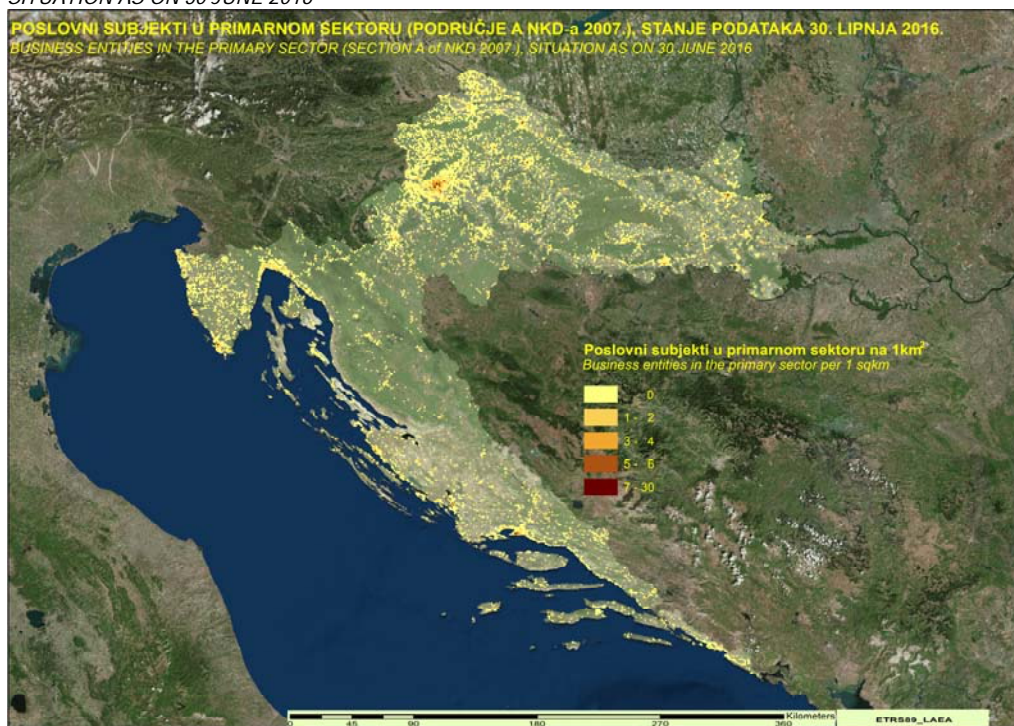 SITUATION AS ON 30 JUNE 2016
POSLOVNI SUBJEKTI U PRIMARNOM SEKTORU (PODRUČJE A NKD-a 2007.), STANJE PODATAKA 30. LIPNJA 2016.
BUSINESS ENTITIES IN THE PRIMARY SECTOR (SECTION A of NKD 2007.), SITUATION AS ON 30 JUNE 2016
Poslovni subjekti u primarnom sektoru na 1km²
Business entities in the primary sector per 1 sqkm
0
1 - 2
3 - 4
5 - 6
7 - 30
Kilometers
0 45 90 180 270 360
ETRS89_LAEA